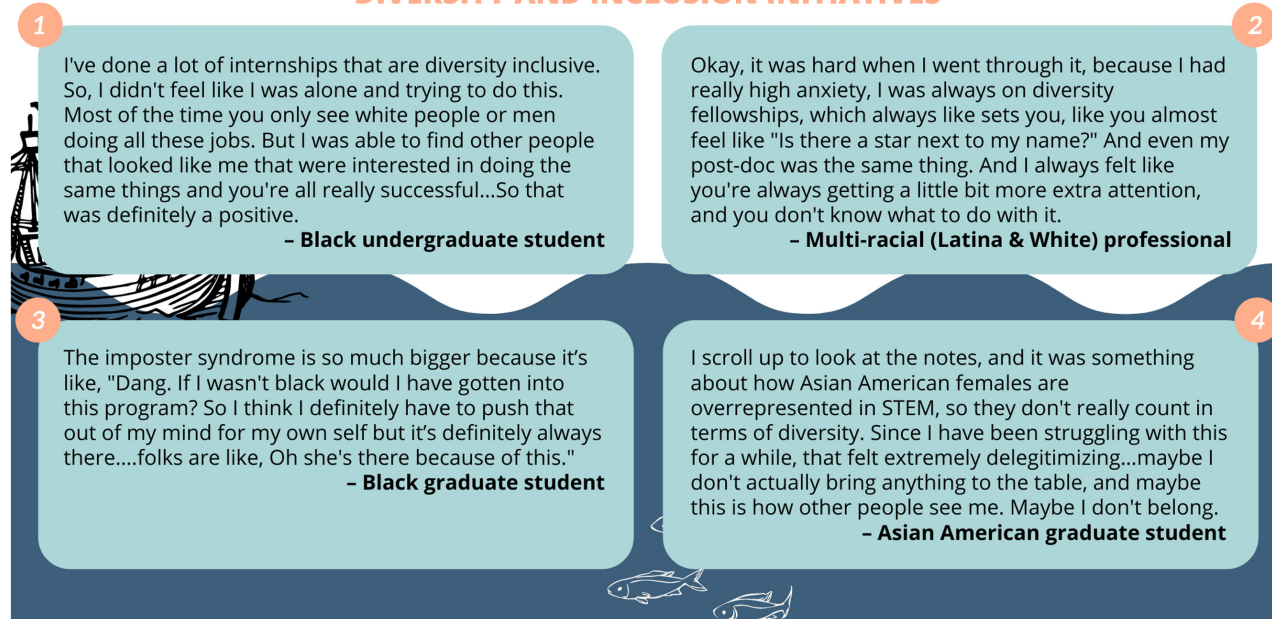 DIVERSITY AND INCLUSION INITIATIVES
1
I've done a lot of internships that are diversity inclusive.
So, I didn't feel like I was alone and trying to do this.
Most of the time you only see white people or men
doing all these jobs. But I was able to find other people
that looked like me that were interested in doing the
same things and you're all really successful...So that
was definitely a positive.
– Black undergraduate student
2
Okay, it was hard when I went through it, because I had
really high anxiety, I was always on diversity
fellowships, which always like sets you, like you almost
feel like "Is there a star next to my name?" And even my
post-doc was the same thing. And I always felt like
you're always getting a little bit more extra attention,
and you don't know what to do with it.
– Multi-racial (Latina & White) professional
3
The imposter syndrome is so much bigger because it’s
like, "Dang. If I wasn't black would I have gotten into
this program? So I think I definitely have to push that
out of my mind for my own self but it’s definitely always
there....folks are like, Oh she's there because of this."
– Black graduate student
4
I scroll up to look at the notes, and it was something
about how Asian American females are
overrepresented in STEM, so they don't really count in
terms of diversity. Since I have been struggling with this
for a while, that felt extremely delegitimizing...maybe I
don't actually bring anything to the table, and maybe
this is how other people see me. Maybe I don't belong.
– Asian American graduate student